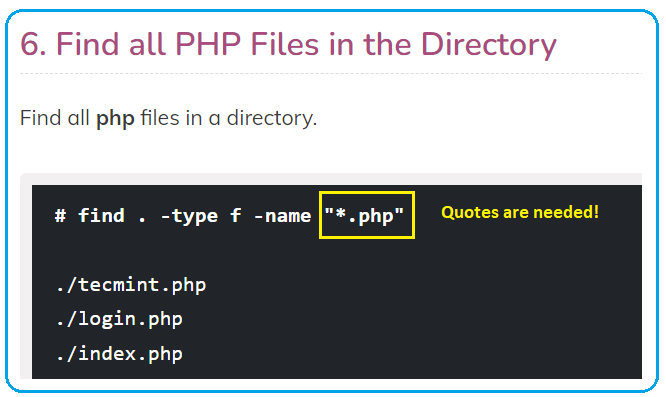 6. Find all PHP Files in the Directory
Find all php files in a directory.
# find . -type f -name "*.php" Quotes are needed!
./tecmint.php
./login.php
./index.php